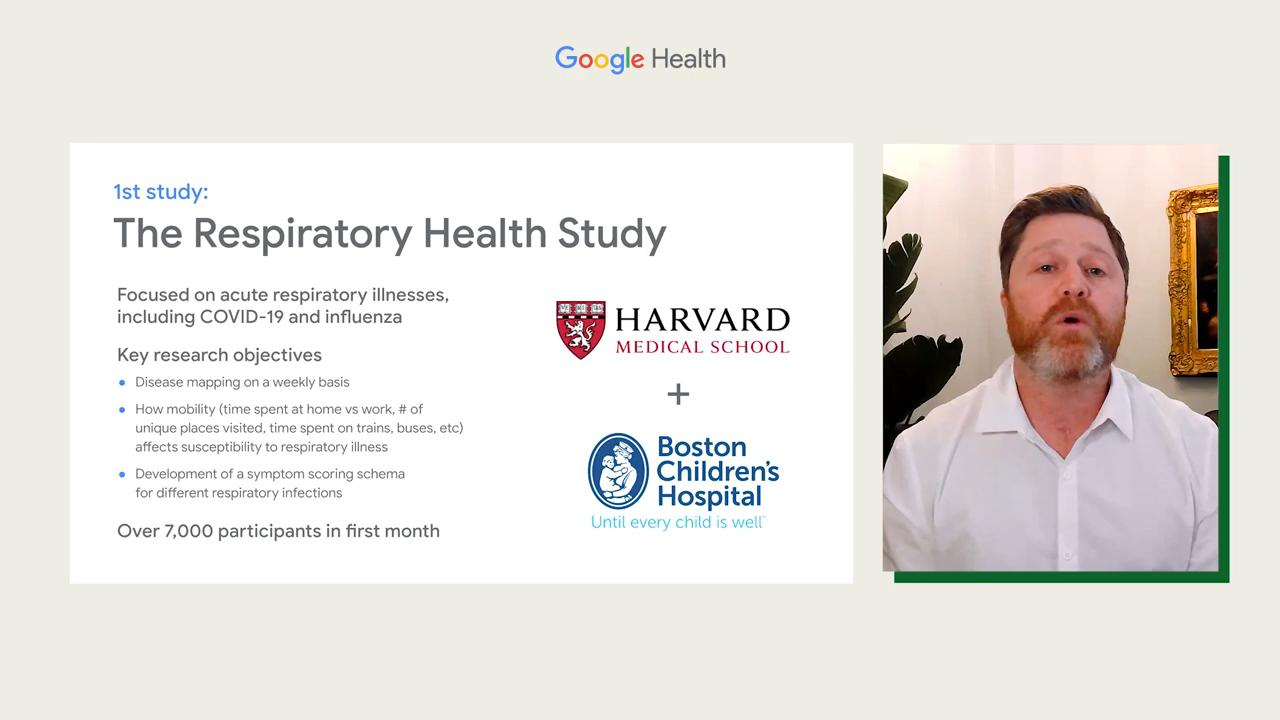 Google Health
1st study:
The Respiratory Health Study
Focused on acute respiratory illnesses,
including COVID-19 and influenza
Key research objectives
• Disease mapping on a weekly basis
• How mobility (time spent at home vs work, # of
unique places visited, time spent on trains, buses, etc)
affects susceptibility to respiratory illness
• Development of a symptom scoring schema
for different respiratory infections
Over 7,000 participants in first month
HARVARD
MEDICAL SCHOOL
+
Boston
Children's
Hospital
Until every child is well™